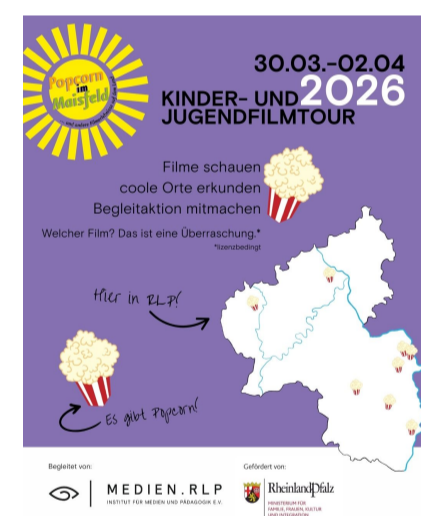 30.03.-02.04
2026
KINDER- UND
JUGENDFILMTOUR
Popcorn
im
Maisfeld
Filme schauen
coole Orte erkunden
Begleitaktion mitmachen
Welcher Film? Das ist eine Überraschung.*
*lizenzbedingt
Hier in RLP!
Es gibt Popcorn!
Begleitet von:
MEDIEN.RLP
INSTITUT FÜR MEDIEN UND PÄDAGOGIK E.V.
Gefördert von:
RheinlandPfalz
MINISTERIUM FÜR
FAMILIE, FRAUEN, KULTUR
UND INTEGRATION